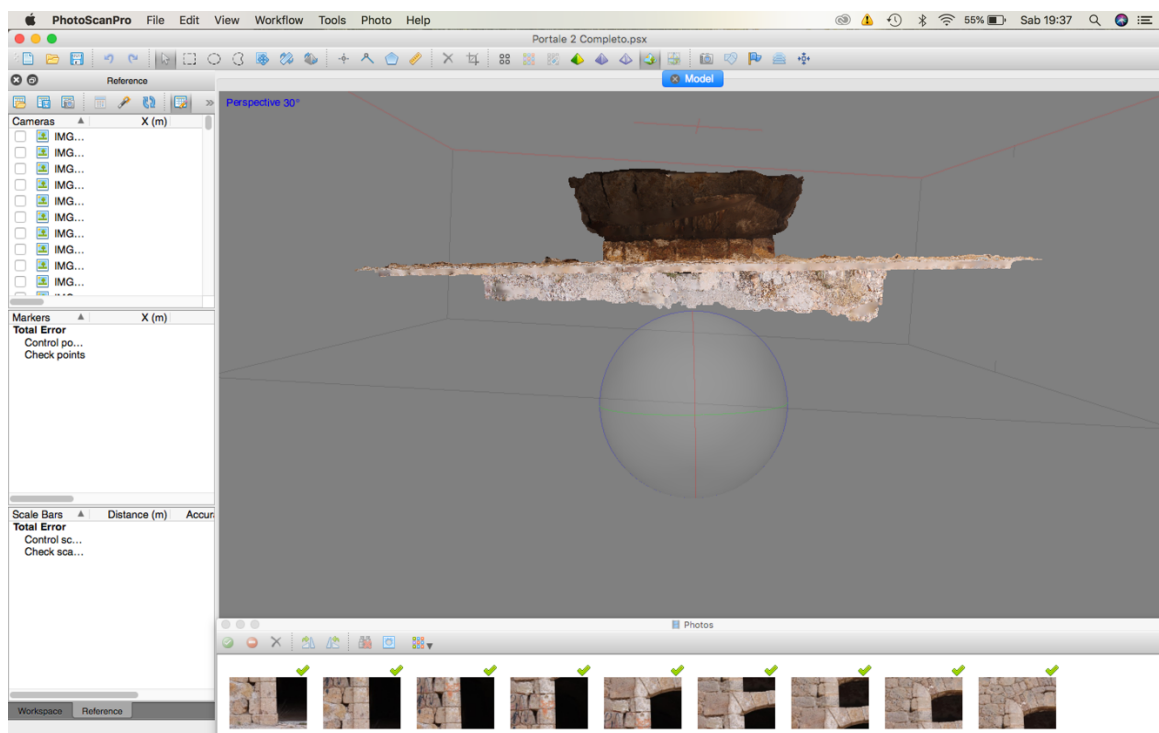 PhotoScanPro File Edit View Workflow Tools Photo Help 55% Sab 19:37
Portale 2 Completo.psx
Reference
Model
Perspective 30°
Cameras X (m)
IMG...
IMG...
IMG...
IMG...
IMG...
IMG...
IMG...
IMG...
IMG...
IMG...
Markers X (m)
Total Error
Control po...
Check points
Scale Bars Distance (m) Accur
Total Error
Control sc...
Check sca...
Photos
Workspace Reference